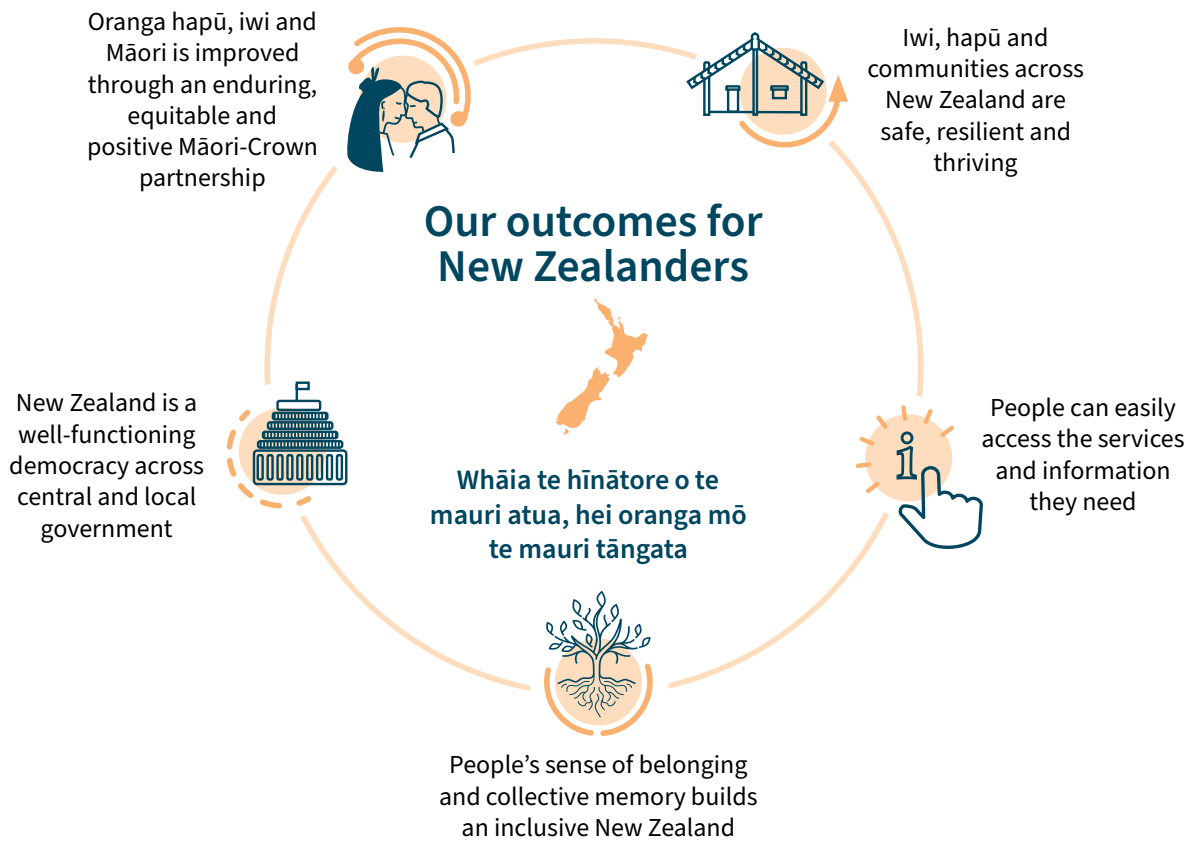 Oranga hapū, iwi and
Māori is improved
through an enduring,
equitable and
positive Māori-Crown
partnership
Iwi, hapū and
communities across
New Zealand are
safe, resilient and
thriving
Our outcomes for
New Zealanders
New Zealand is a
well-functioning
democracy across
central and local
government
People can easily
access the services
and information
they need
i
Whāia te hīnātore o te
mauri atua, hei oranga mō
te mauri tāngata
People’s sense of belonging
and collective memory builds
an inclusive New Zealand